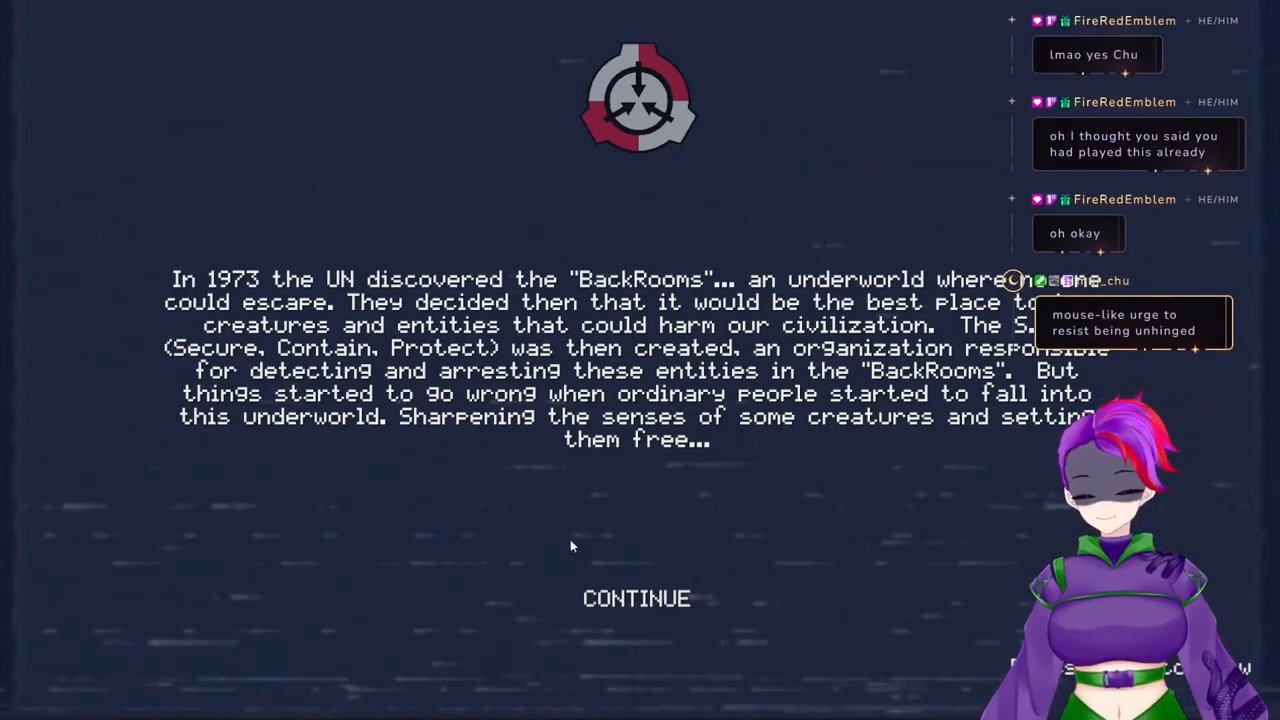 FireRedEmblem HE/HIM
lmao yes Chu
FireRedEmblem HE/HIM
oh I thought you said you
had played this already
FireRedEmblem HE/HIM
oh okay
_chu
mouse-like urge to
resist being unhinged
In 1973 the UN discovered the "BackRooms"... an underworld where
could escape. They decided then that it would be the best place to
creatures and entities that could harm our civilization. The S.
(Secure, Contain, Protect) was then created, an organization responsible
for detecting and arresting these entities in the "BackRooms". But
things started to go wrong when ordinary people started to fall into
this underworld. Sharpening the senses of some creatures and setting
them free...
CONTINUE